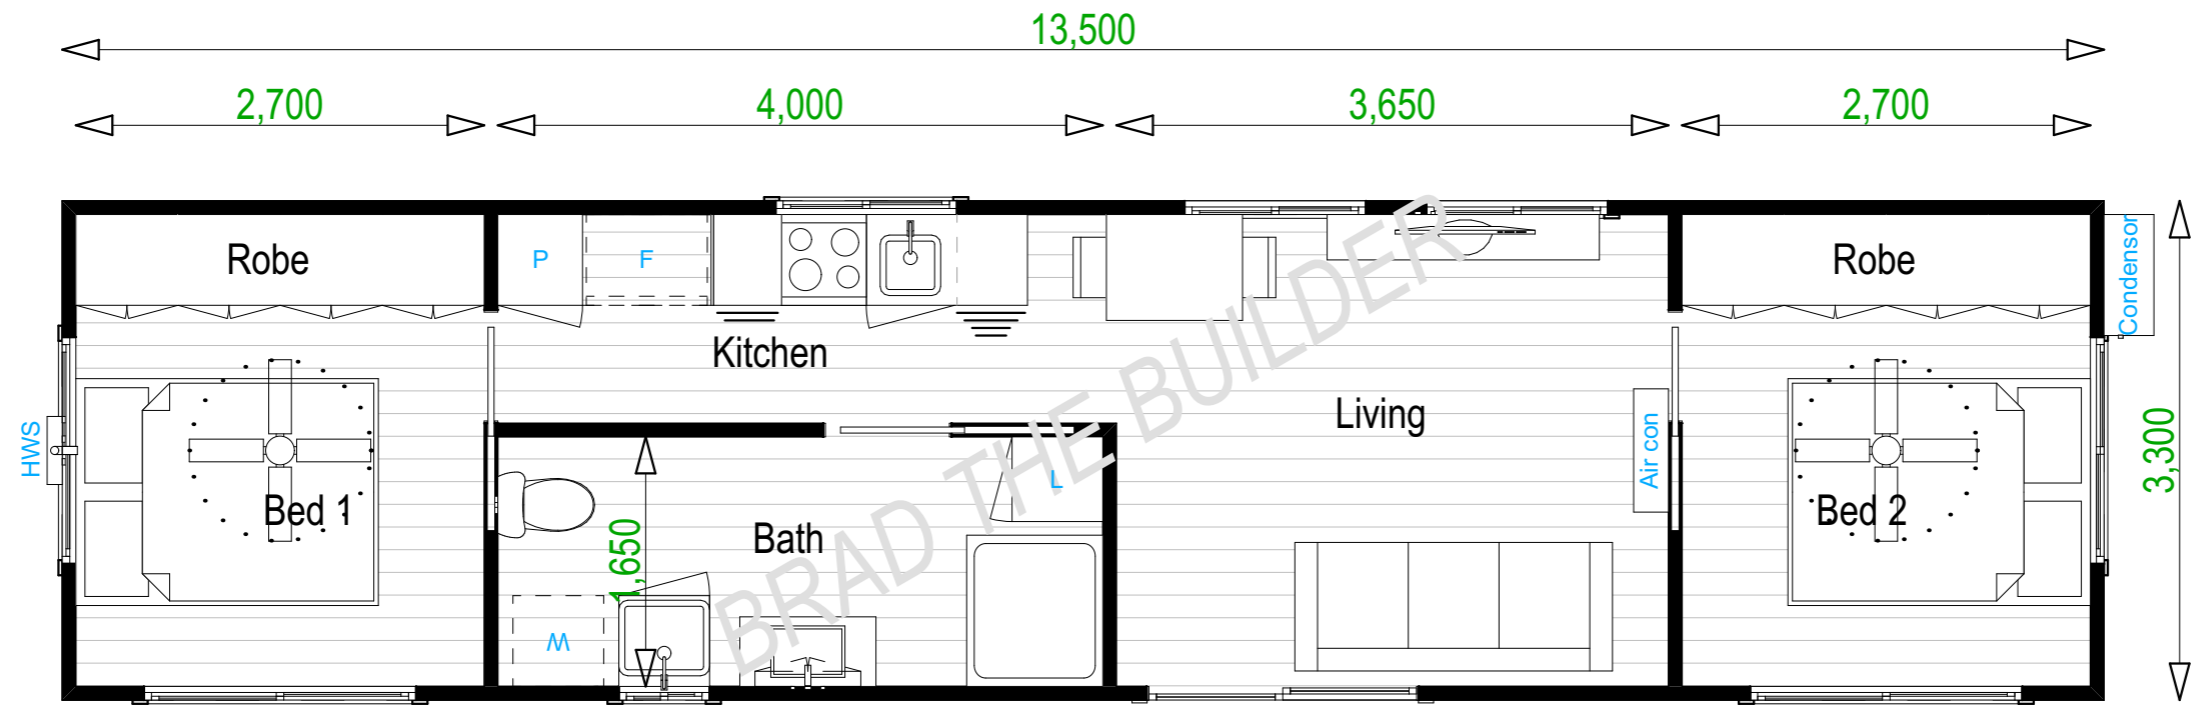 13,500
2,700
4,000
3,650
2,700
Robe
P
F
Robe
Condensor
Kitchen
Living
HWS
Air con
3,300
L
Bed 1
Bed 2
Bath
1,650
W
BRAD THE BUILDER